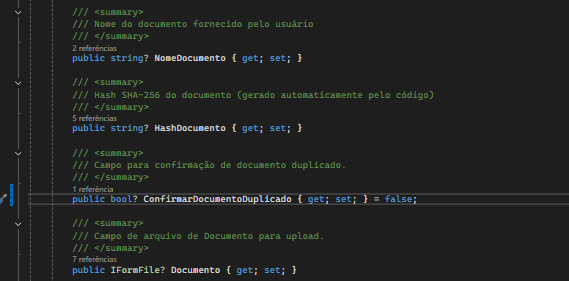 /// <summary>
/// Nome do documento fornecido pelo usuário
/// </summary>
2 referências
public string? NomeDocumento { get; set; }
/// <summary>
/// Hash SHA-256 do documento (gerado automaticamente pelo código)
/// </summary>
5 referências
public string? HashDocumento { get; set; }
/// <summary>
/// Campo para confirmação de documento duplicado.
/// </summary>
1 referência
public bool? ConfirmarDocumentoDuplicado { get; set; } = false;
/// <summary>
/// Campo de arquivo de Documento para upload.
/// </summary>
7 referências
public IFormFile? Documento { get; set; }